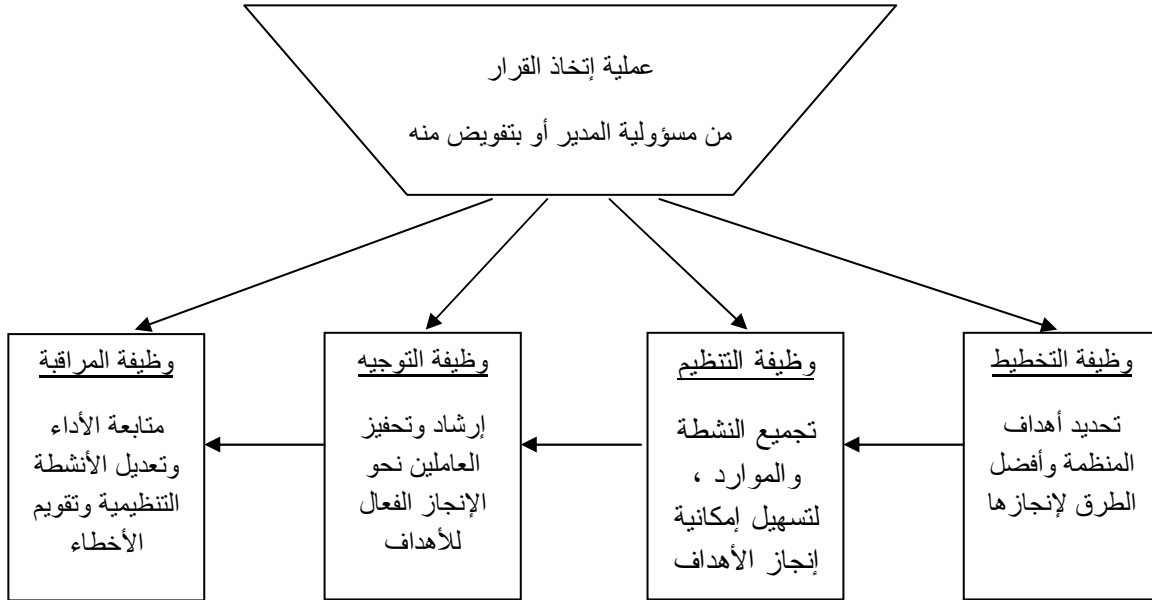 عملية إتخاذ القرار
من مسؤولية المدير أو بتفويض منه
وظيفة التخطيط
تحديد أهداف
المنظمة وأفضل
الطرق لإنجازها
وظيفة التنظيم
تجميع النشطة
والموارد ،
لتسهيل إمكانية
إنجاز الأهداف
وظيفة التوجيه
إرشاد وتحفيز
العاملين نحو
الإنجاز الفعال
للأهداف
وظيفة المراقبة
متابعة الأداء
وتعديل الأنشطة
التنظيمية وتقويم
الأخطاء